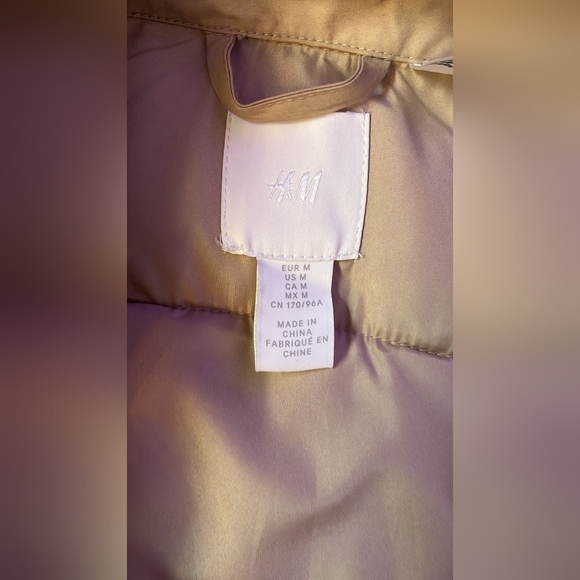 H&M
EUR M
US M
CA M
MX M
CN 170/96A
MADE IN
CHINA
FABRIQUÉ EN
CHINE